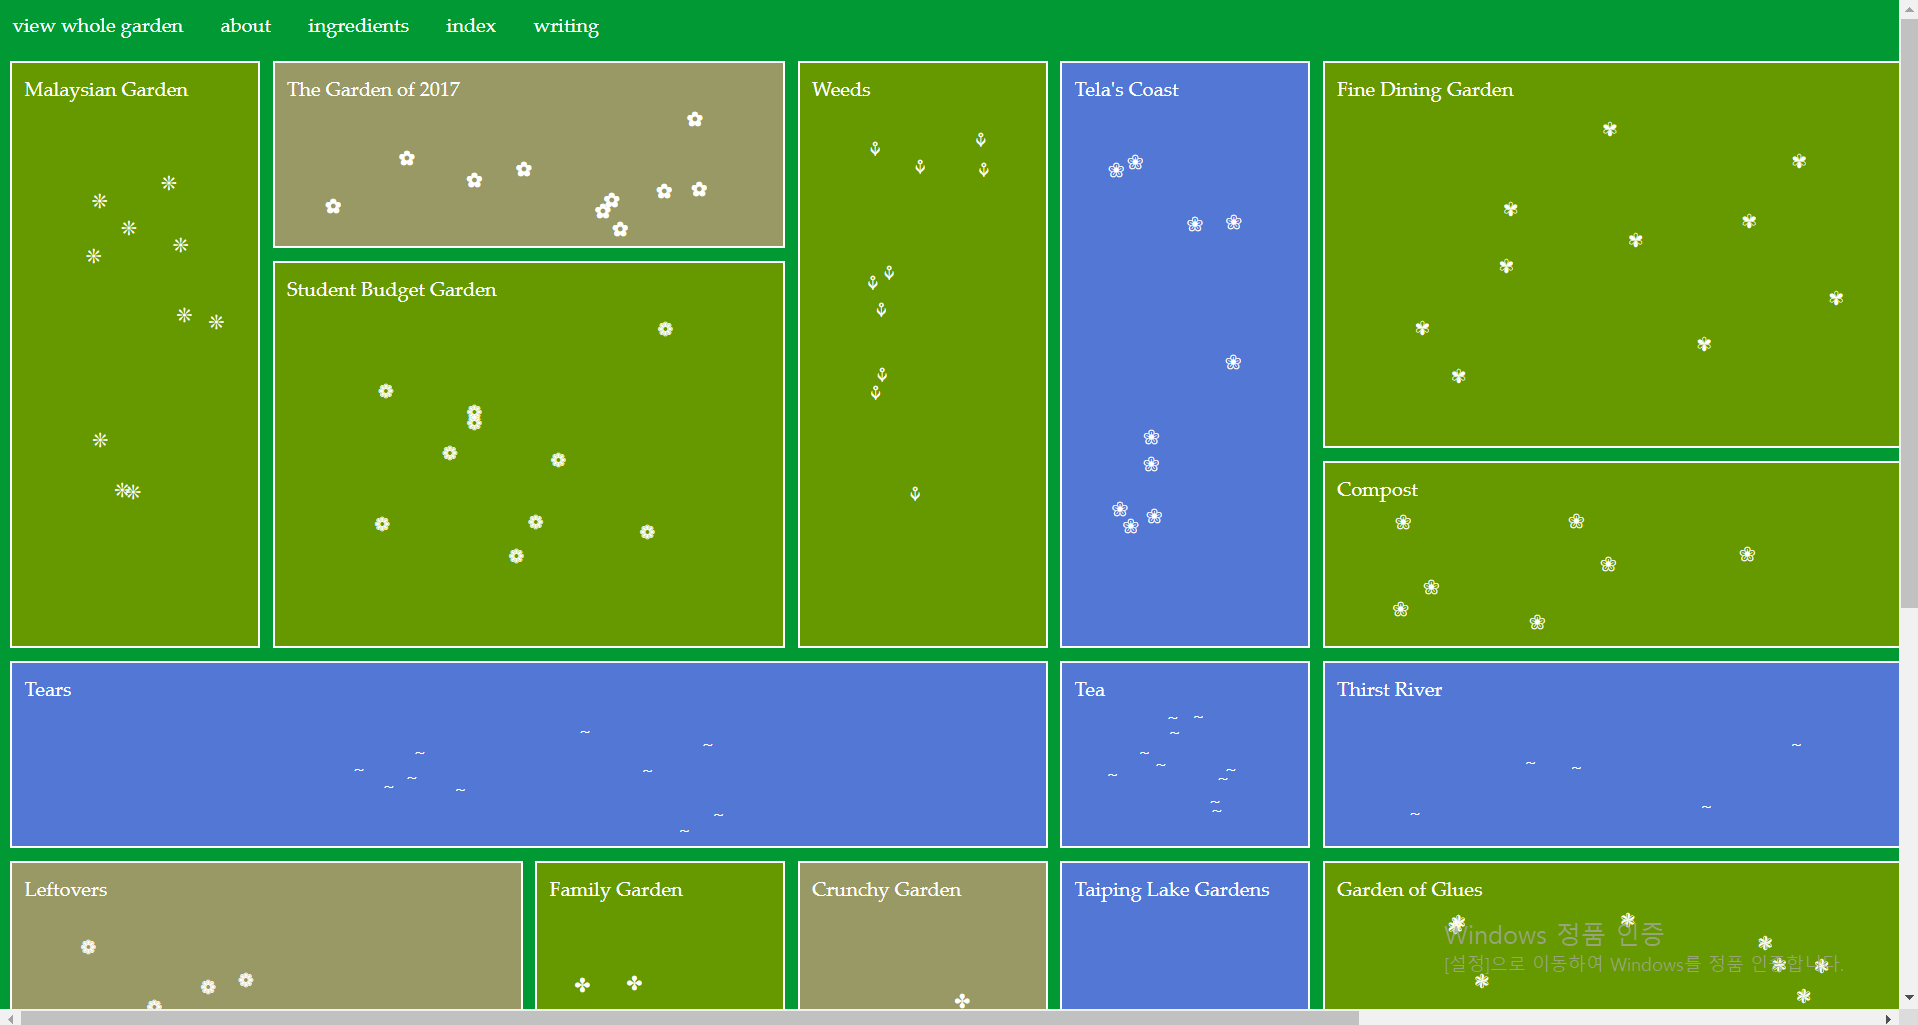 view whole garden about ingredients index writing
Malaysian Garden
The Garden of 2017
Weeds
Tela's Coast
Fine Dining Garden
Student Budget Garden
Compost
Tears
Tea
Thirst River
Leftovers
Family Garden
Crunchy Garden
Taiping Lake Gardens
Garden of Glues
Windows 정품 인증
[설정]으로 이동하여 Windows를 정품 인증합니다.